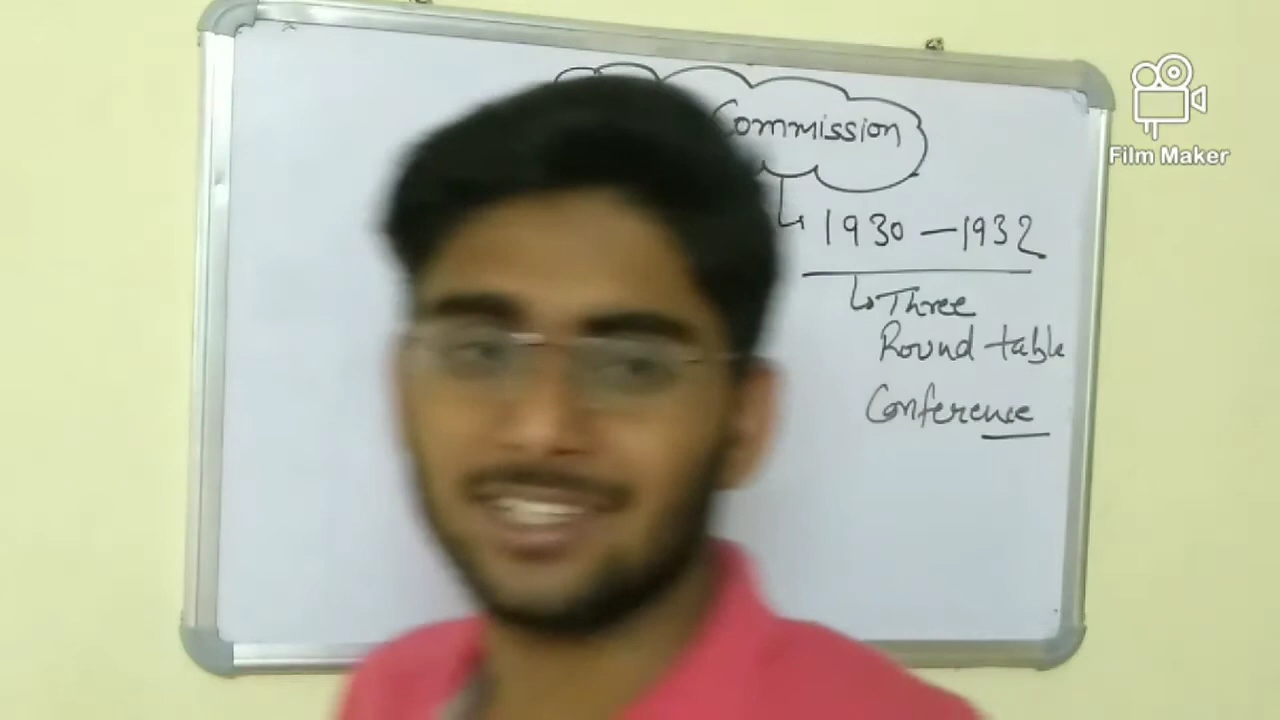 Commission
1930 - 1932
Three
Round table
Conference
Film Maker